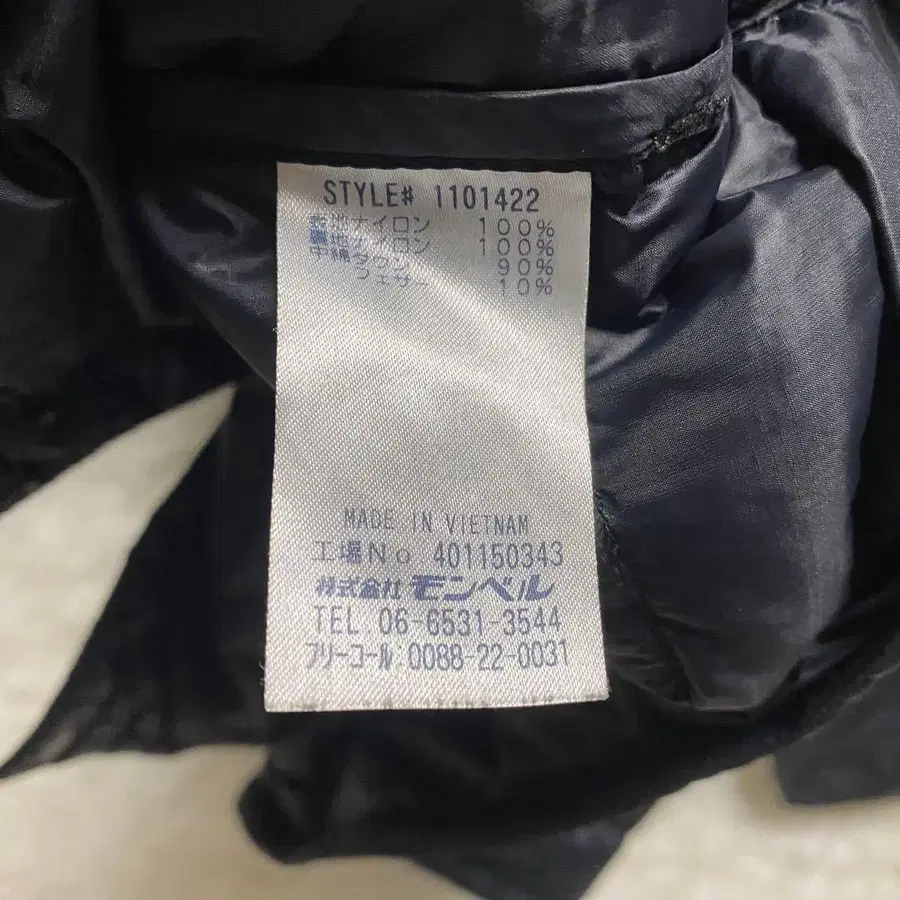 STYLE# 1101422
表地ナイロン 100%
裏地ナイロン 100%
中綿ダウン 90%
フェザー 10%
MADE IN VIETNAM
工場No 401150343
株式会社 モンベル
TEL.06-6531-3544
フリーコール:0088-22-0031